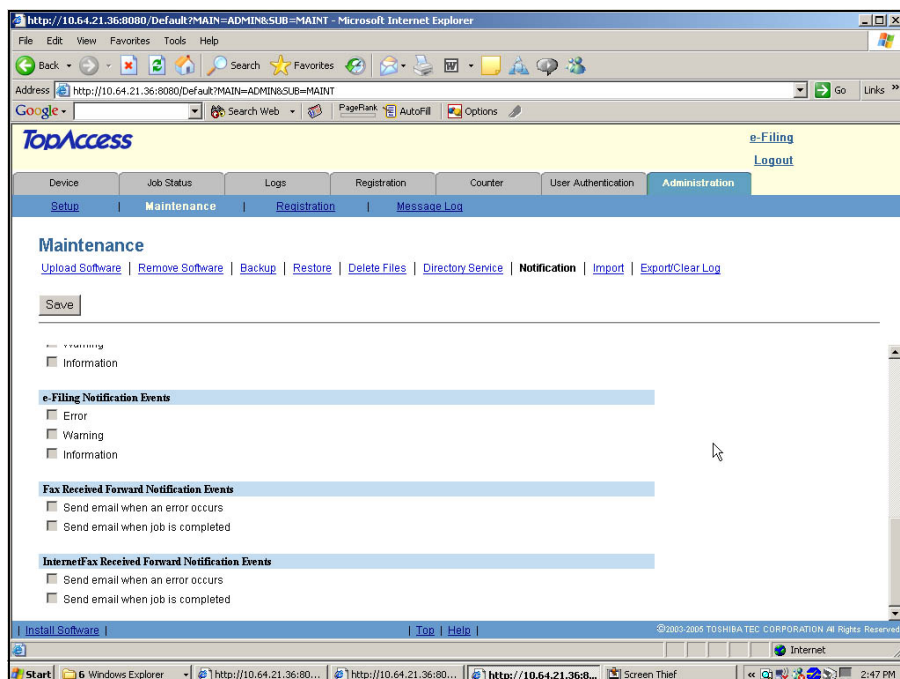 http://10.64.21.36:8080/Default?MAIN=ADMIN&SUB=MAINT - Microsoft Internet Explorer
File Edit View Favorites Tools Help
Back Search Favorites
Address http://10.64.21.36:8080/Default?MAIN=ADMIN&SUB=MAINT Go Links »
Google Search Web PageRank AutoFill Options
TopAccess
e-Filing
Logout
Device Job Status Logs Registration Counter User Authentication Administration
Setup | Maintenance | Registration | Message Log
Maintenance
Upload Software | Remove Software | Backup | Restore | Delete Files | Directory Service | Notification | Import | Export/Clear Log
Save
Warning
Information
e-Filing Notification Events
Error
Warning
Information
Fax Received Forward Notification Events
Send email when an error occurs
Send email when job is completed
InternetFax Received Forward Notification Events
Send email when an error occurs
Send email when job is completed
| Install Software | | Top | Help | ©2003-2005 TOSHIBA TEC CORPORATION All Rights Reserved
Internet
Start 6 Windows Explorer http://10.64.21.36:80... http://10.64.21.36:80... http://10.64.21.36:8... Screen Thief « 2:47 PM